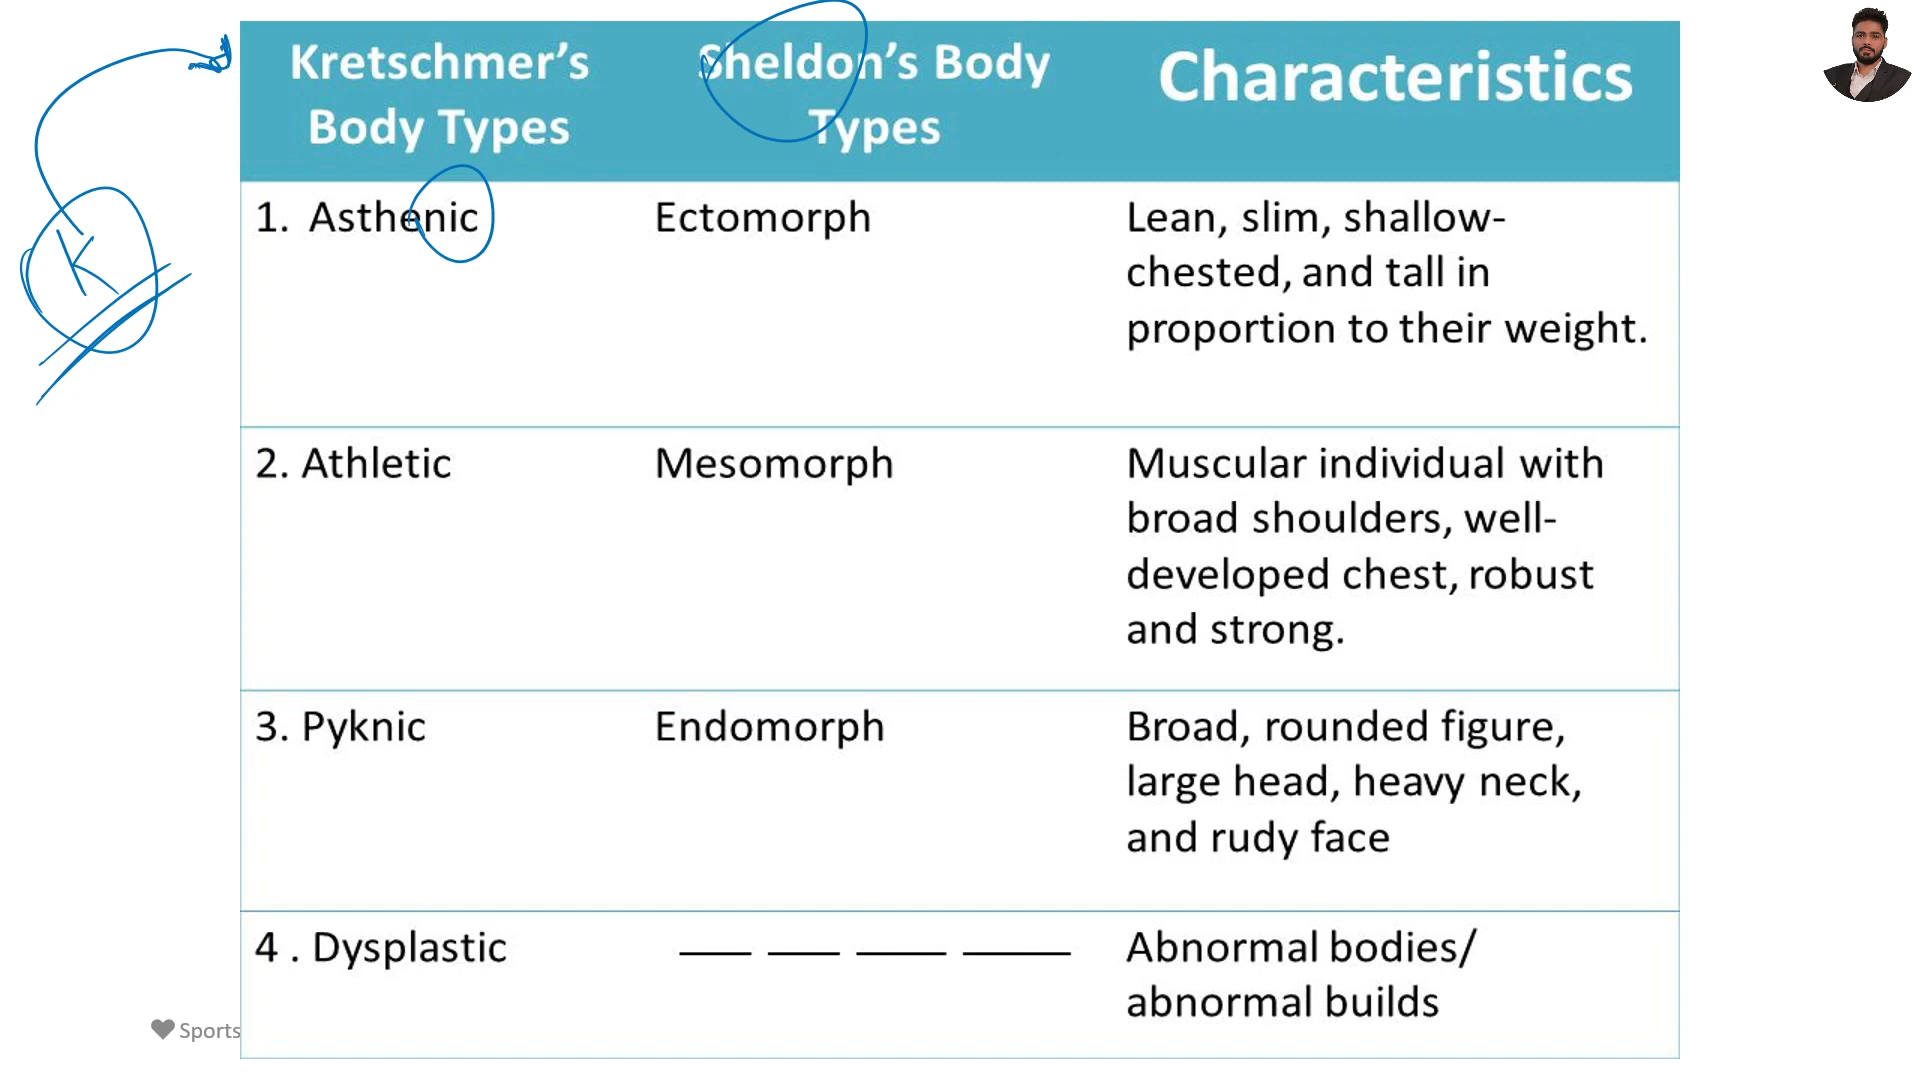 Kretschmer's
Body Types
Sheldon's Body
Types
Characteristics
K
1. Asthenic
Ectomorph
Lean, slim, shallow-
chested, and tall in
proportion to their weight.
2. Athletic
Mesomorph
Muscular individual with
broad shoulders, well-
developed chest, robust
and strong.
3. Pyknic
Endomorph
Broad, rounded figure,
large head, heavy neck,
and rudy face
4 . Dysplastic
Abnormal bodies/
abnormal builds
Sports